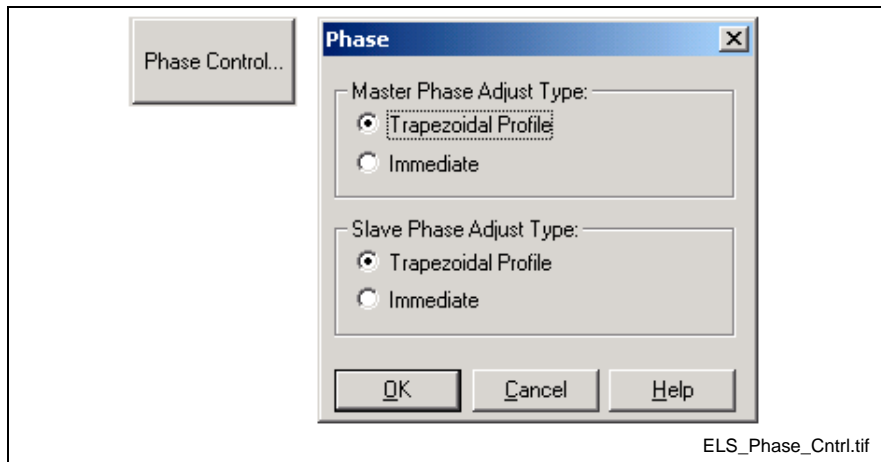 Phase Control...
Phase
Master Phase Adjust Type:
Trapezoidal Profile
Immediate
Slave Phase Adjust Type:
Trapezoidal Profile
Immediate
OK
Cancel
Help
ELS_Phase_Cntrl.tif